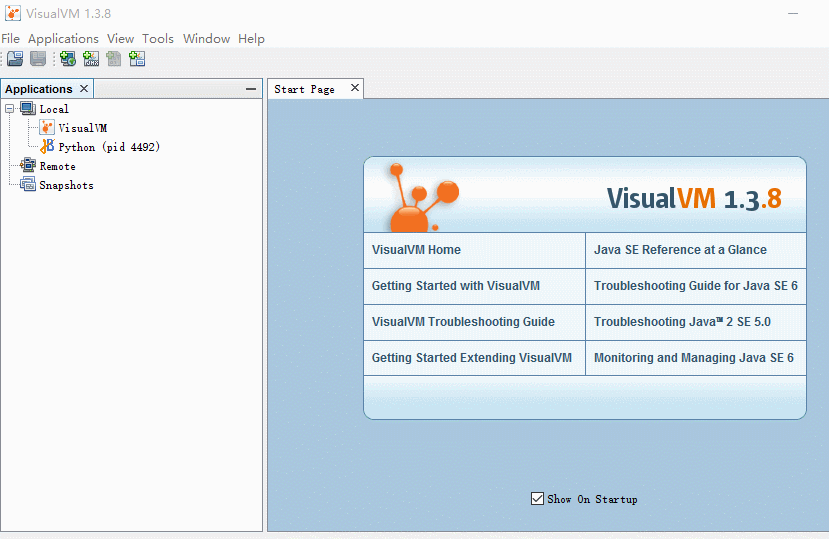 VisualVM 1.3.8
File Applications View Tools Window Help
Applications
Start Page
Local
VisualVM
Python (pid 4492)
Remote
Snapshots
VisualVM 1.3.8
VisualVM Home
Java SE Reference at a Glance
Getting Started with VisualVM
Troubleshooting Guide for Java SE 6
VisualVM Troubleshooting Guide
Troubleshooting Java™ 2 SE 5.0
Getting Started Extending VisualVM
Monitoring and Managing Java SE 6
Show On Startup